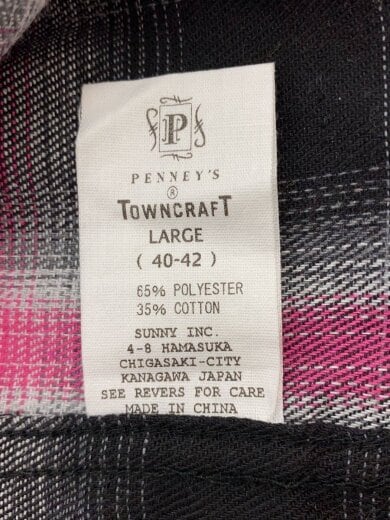 P
PENNEY'S
®
TOWNCRAFT
LARGE
( 40-42 )
65% POLYESTER
35% COTTON
SUNNY INC.
4-8 HAMASUKA
CHIGASAKI-CITY
KANAGAWA JAPAN
SEE REVERS FOR CARE
MADE IN CHINA